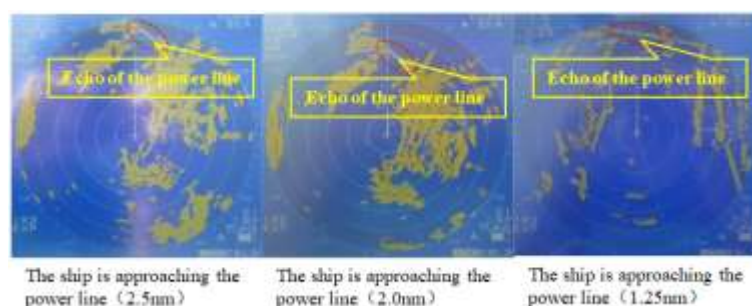 Echo of the power line
Echo of the power line
Echo of the power line
The ship is approaching the
power line（2.5nm）
The ship is approaching the
power line（2.0nm）
The ship is approaching the
power line（1.25nm）